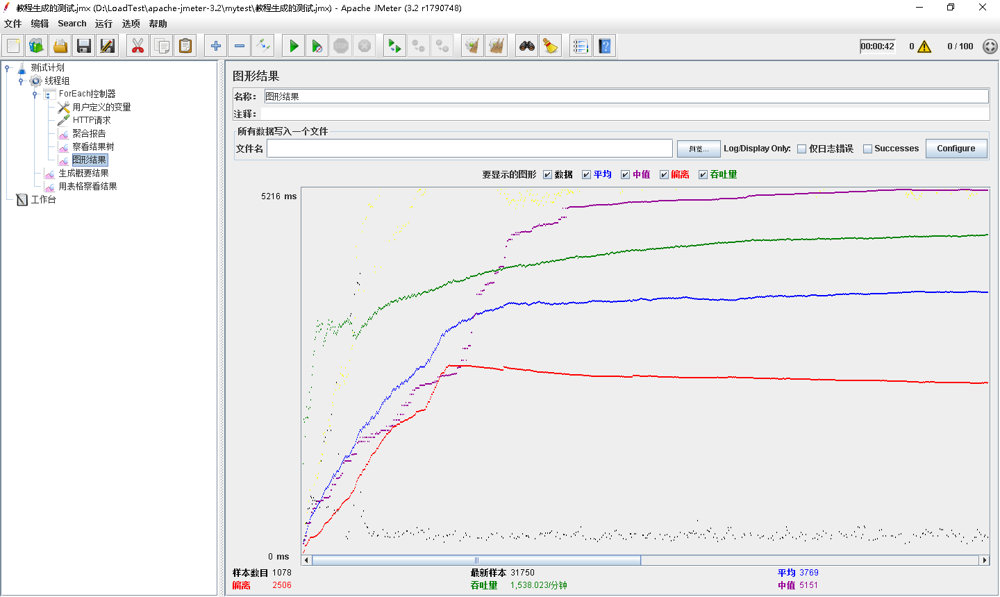 教程生成的测试.jmx (D:\LoadTest\apache-jmeter-3.2\mytest\教程生成的测试.jmx) - Apache JMeter (3.2 r1790748)
文件 编辑 Search 运行 选项 帮助
STOP 00:00:42 0 0 / 100
测试计划
线程组
ForEach控制器
用户定义的变量
HTTP请求
聚合报告
察看结果树
图形结果
生成概要结果
用表格察看结果
工作台
图形结果
名称: 图形结果
注释:
所有数据写入一个文件
文件名 浏览... Log/Display Only: 仅日志错误 Successes Configure
要显示的图形 数据 平均 中值 偏离 吞吐量
5216 ms
0 ms
样本数目 1078 最新样本 31750 平均 3769
偏离 2506 吞吐量 1,538.023/分钟 中值 5151